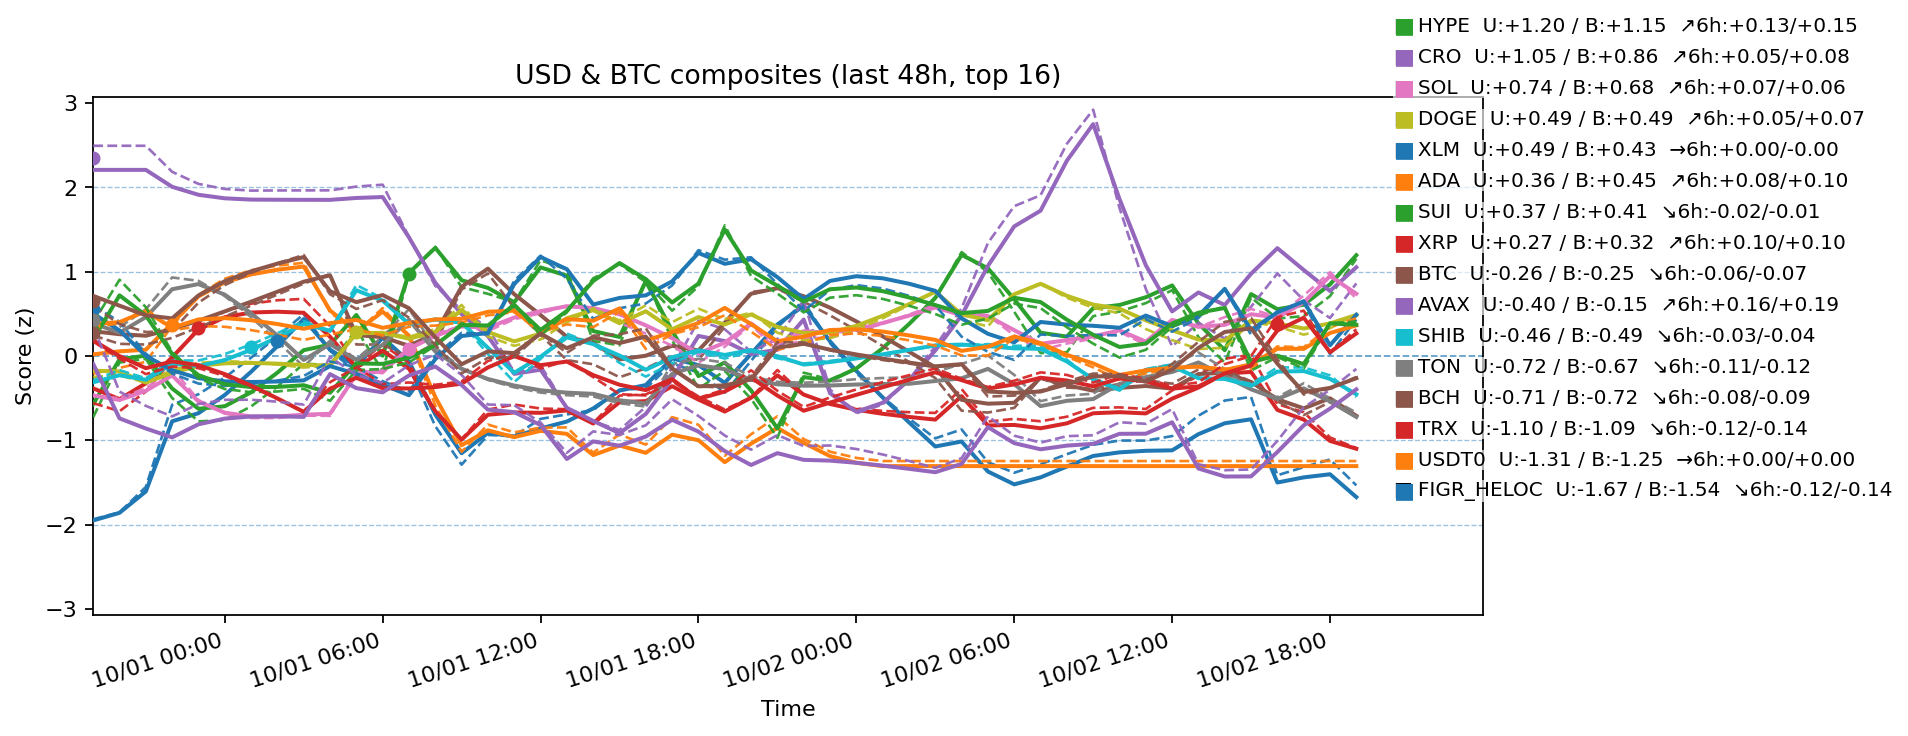 HYPE  U:+1.20 / B:+1.15  ↗6h:+0.13/+0.15
CRO  U:+1.05 / B:+0.86  ↗6h:+0.05/+0.08
USD & BTC composites (last 48h, top 16)
SOL  U:+0.74 / B:+0.68  ↗6h:+0.07/+0.06
DOGE  U:+0.49 / B:+0.49  ↗6h:+0.05/+0.07
XLM  U:+0.49 / B:+0.43  →6h:+0.00/-0.00
ADA  U:+0.36 / B:+0.45  ↗6h:+0.08/+0.10
SUI  U:+0.37 / B:+0.41  ↘6h:-0.02/-0.01
XRP  U:+0.27 / B:+0.32  ↗6h:+0.10/+0.10
BTC  U:-0.26 / B:-0.25  ↘6h:-0.06/-0.07
AVAX  U:-0.40 / B:-0.15  ↗6h:+0.16/+0.19
SHIB  U:-0.46 / B:-0.49  ↘6h:-0.03/-0.04
TON  U:-0.72 / B:-0.67  ↘6h:-0.11/-0.12
BCH  U:-0.71 / B:-0.72  ↘6h:-0.08/-0.09
TRX  U:-1.10 / B:-1.09  ↘6h:-0.12/-0.14
USDT0  U:-1.31 / B:-1.25  →6h:+0.00/+0.00
FIGR_HELOC  U:-1.67 / B:-1.54  ↘6h:-0.12/-0.14
Score (z)
3
2
1
0
−1
−2
−3
10/01 00:00
10/01 06:00
10/01 12:00
10/01 18:00
10/02 00:00
10/02 06:00
10/02 12:00
10/02 18:00
Time